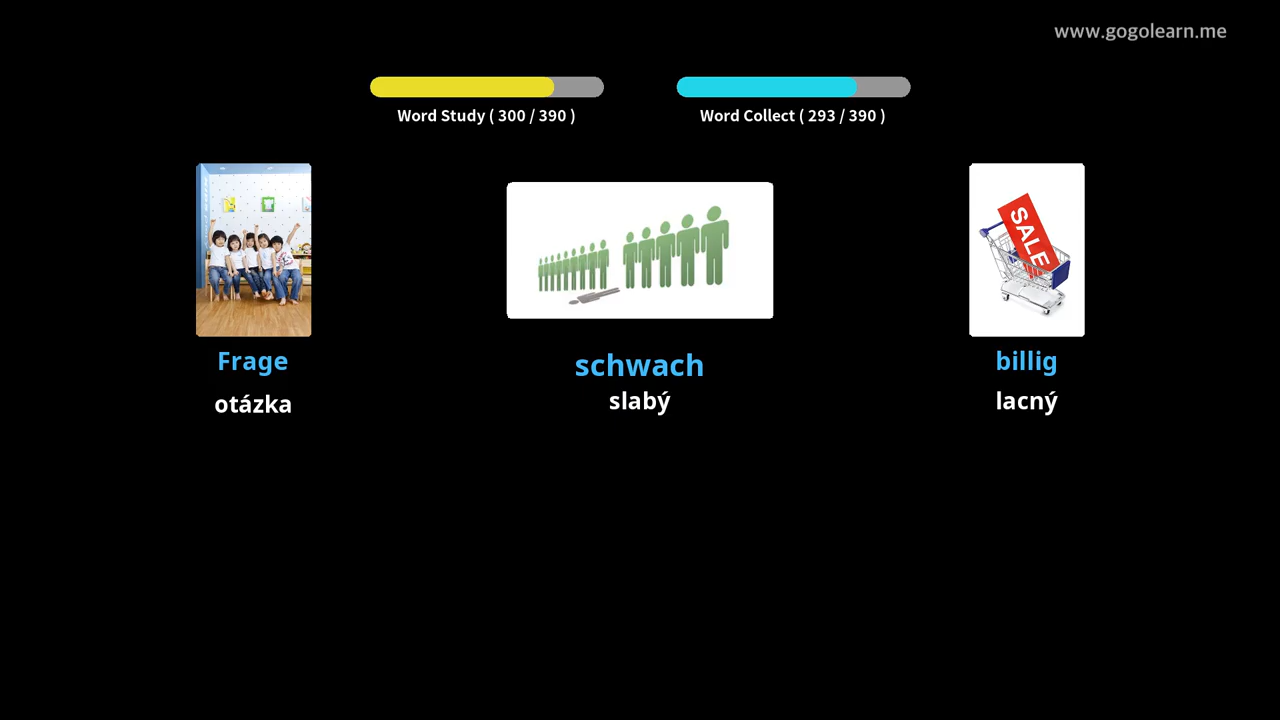 www.gogolearn.me
Word Study ( 300 / 390 )
Word Collect ( 293 / 390 )
SALE
Frage
schwach
billig
otázka
slabý
lacný